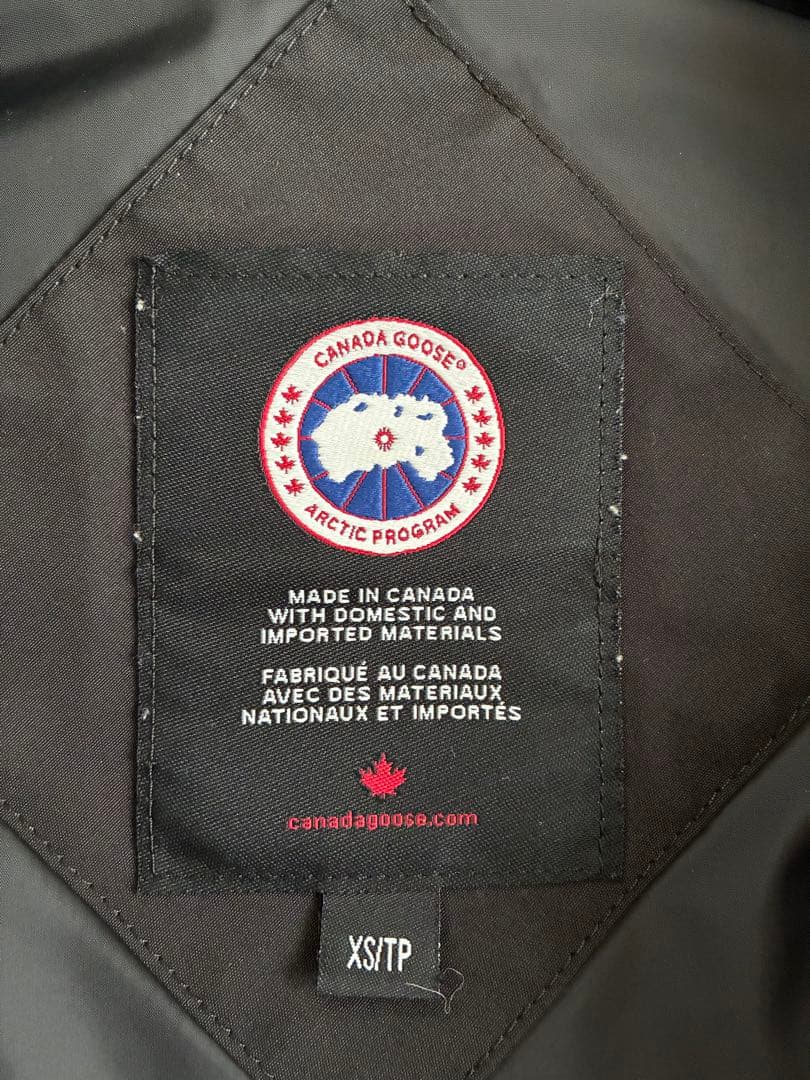 CANADA GOOSE®
ARCTIC PROGRAM
MADE IN CANADA
WITH DOMESTIC AND
IMPORTED MATERIALS
FABRIQUÉ AU CANADA
AVEC DES MATERIAUX
NATIONAUX ET IMPORTÉS
canadagoose.com
XS/TP